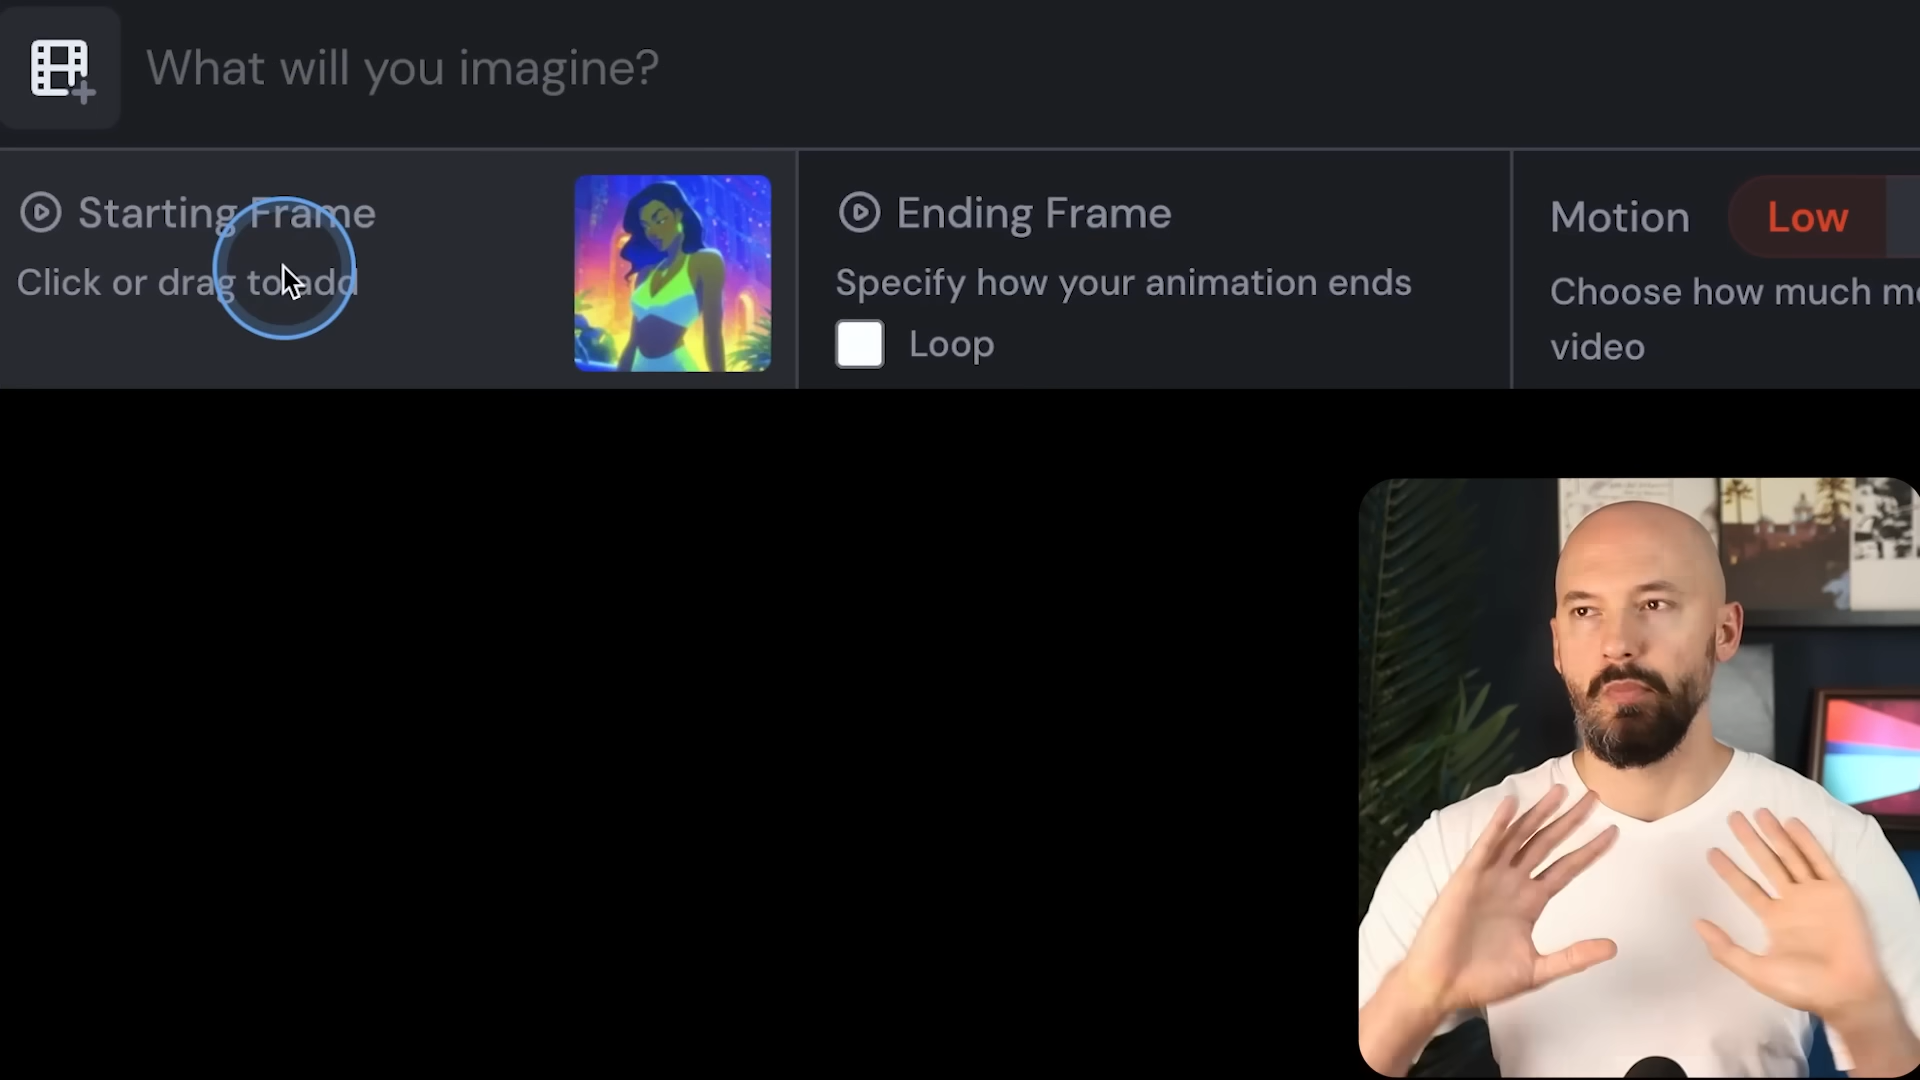 What will you imagine?
Starting Frame
Click or drag to add
Ending Frame
Specify how your animation ends
Loop
Motion Low
Choose how much
video